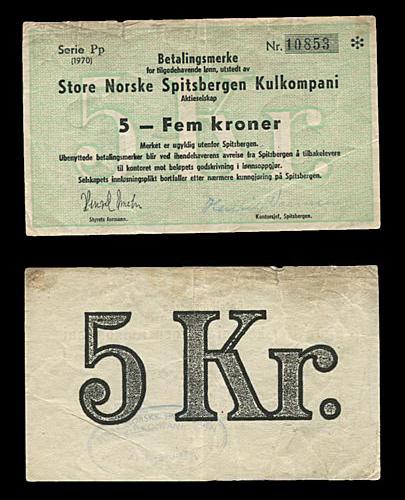 Serie Pp
(1970)
Betalingsmerke
Nr. 10853 *
for tilgodehavende lønn, utstedt av
Store Norske Spitsbergen Kulkompani
Aktieselskap
5 — Fem kroner
Merket er ugyldig utenfor Spitsbergen.
Ubenyttede betalingsmerker blir ved ihendehaverens avreise fra Spitsbergen å tilbakelevere
til kontoret mot beløpets godskrivning i lønnsoppgjør.
Selskapets innløsningsplikt bortfaller etter nærmere kunngjøring på Spitsbergen.
Styrets formann.
Kontorsjef, Spitsbergen.
5 Kr.